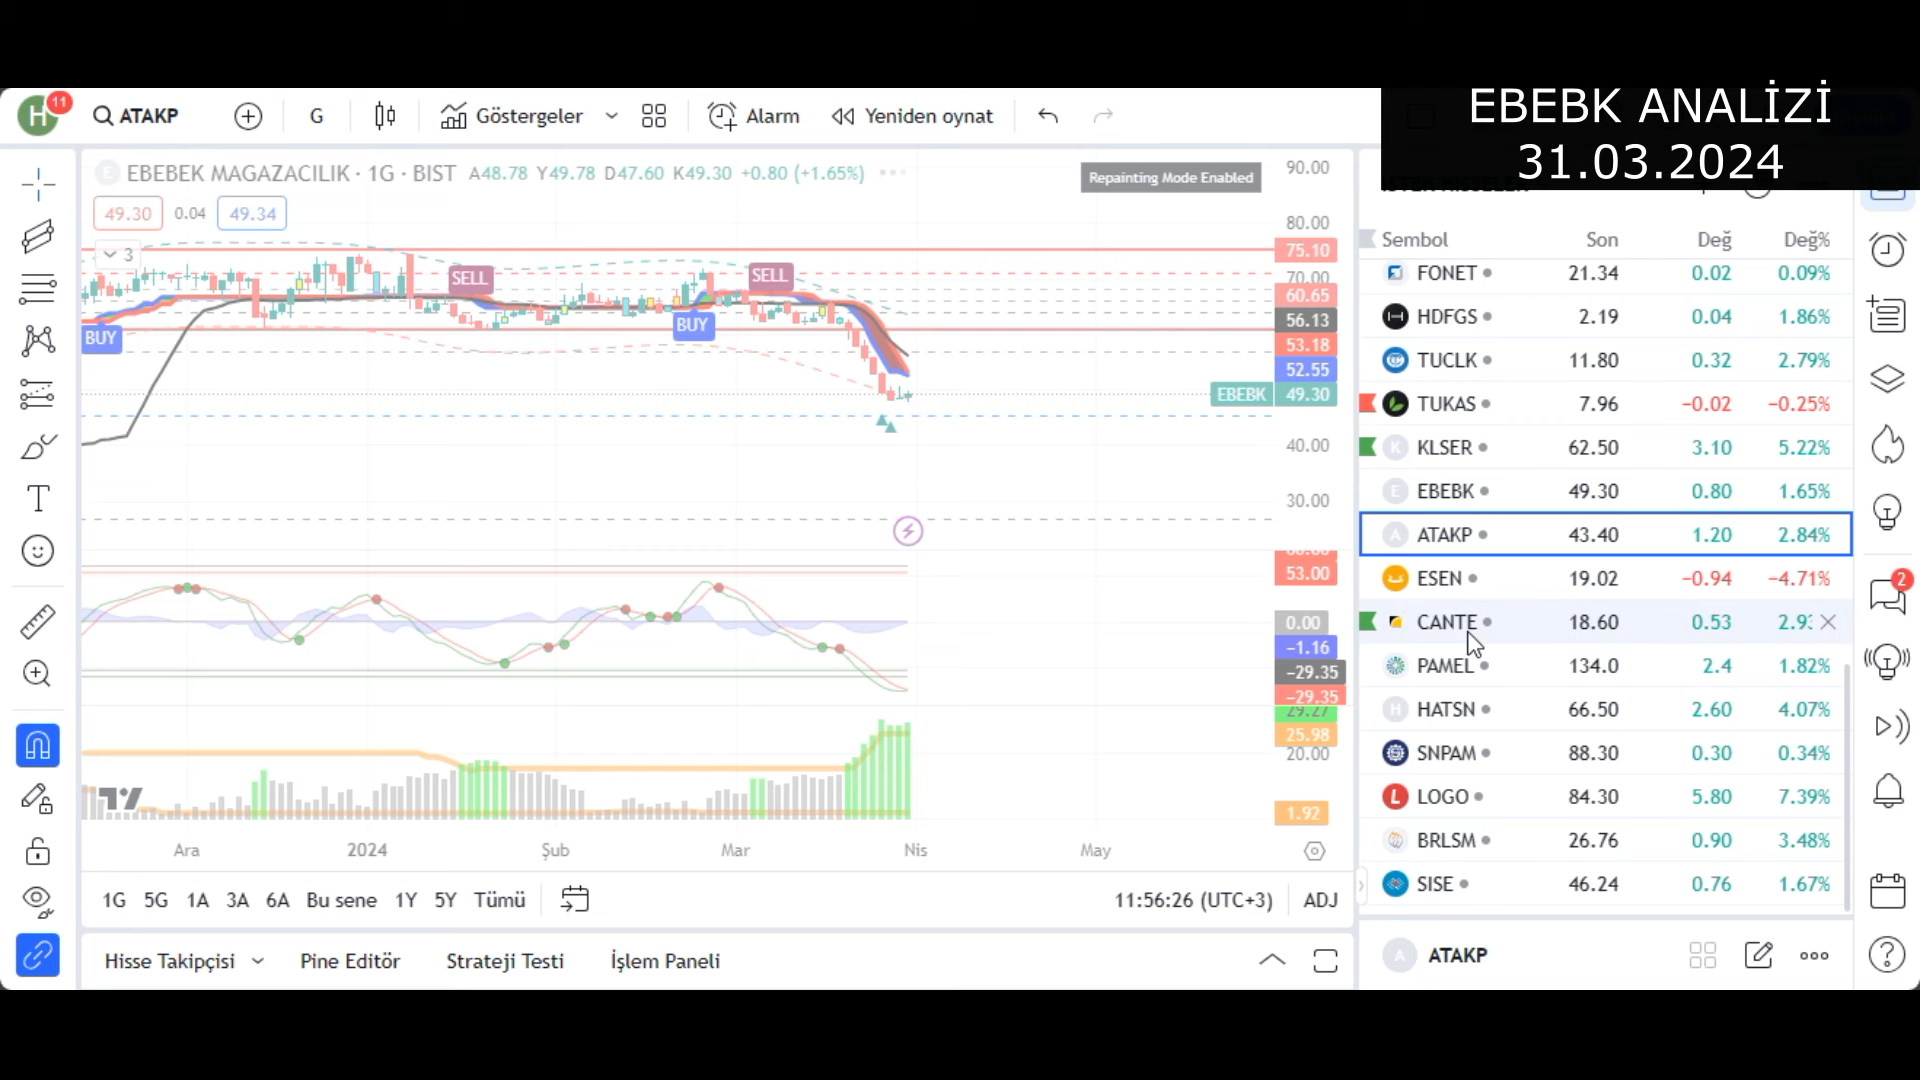 EBEBK ANALİZİ
31.03.2024
H 11 ATAKP G Göstergeler Alarm Yeniden oynat
EBEBEK MAGAZACILIK · 1G · BIST A48.78 Y49.78 D47.60 K49.30 +0.80 (+1.65%)
Repainting Mode Enabled
49.30 0.04 49.34
3
BUY
SELL
BUY
SELL
90.00
80.00
75.10
70.00
60.65
56.13
53.18
52.55
EBEBK 49.30
40.00
30.00
53.00
0.00
−1.16
−29.35
−29.35
29.27
25.98
20.00
1.92
Ara 2024 Şub Mar Nis May
1G 5G 1A 3A 6A Bu sene 1Y 5Y Tümü 11:56:26 (UTC+3) ADJ
Hisse Takipçisi Pine Editör Strateji Testi İşlem Paneli
Sembol Son Değ Değ%
FONET 21.34 0.02 0.09%
HDFGS 2.19 0.04 1.86%
TUCLK 11.80 0.32 2.79%
TUKAS 7.96 −0.02 −0.25%
K KLSER 62.50 3.10 5.22%
E EBEBK 49.30 0.80 1.65%
A ATAKP 43.40 1.20 2.84%
ESEN 19.02 −0.94 −4.71%
CANTE 18.60 0.53
PAMEL 134.0 2.4 1.82%
H HATSN 66.50 2.60 4.07%
SNPAM 88.30 0.30 0.34%
L LOGO 84.30 5.80 7.39%
BRLSM 26.76 0.90 3.48%
SISE 46.24 0.76 1.67%
A ATAKP
2